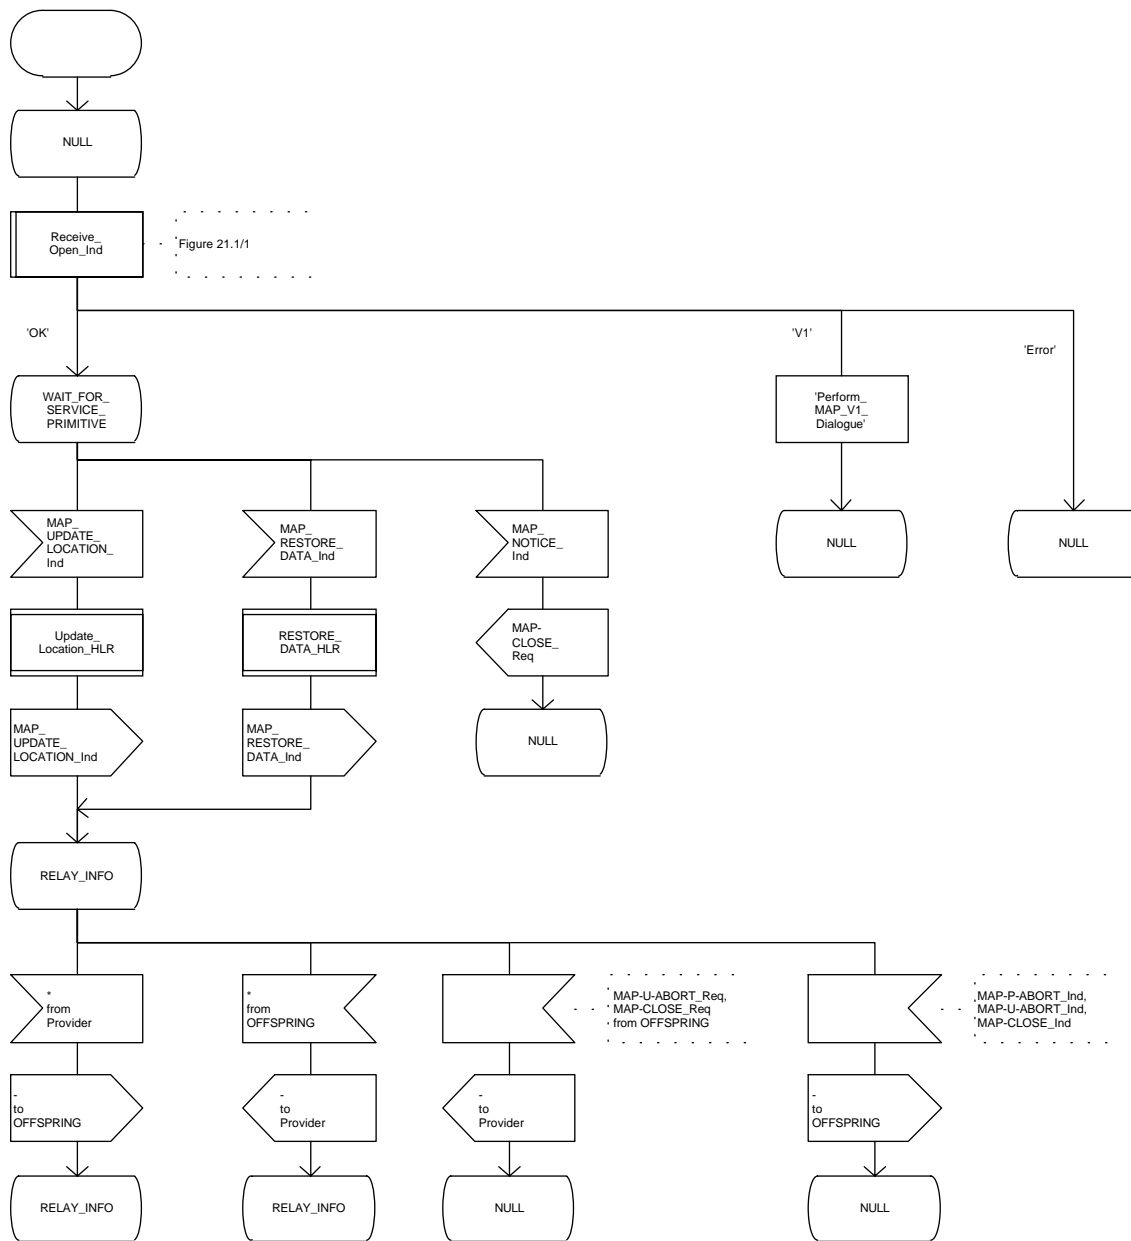 NULL
Receive_
Open_Ind
Figure 21.1/1
'OK'
'V1'
'Error'
WAIT_FOR_
SERVICE_
PRIMITIVE
'Perform_
MAP_V1_
Dialogue'
MAP_
UPDATE_
LOCATION_
Ind
MAP_
RESTORE_
DATA_Ind
MAP_
NOTICE_
Ind
NULL
NULL
Update_
Location_HLR
RESTORE_
DATA_HLR
MAP-
CLOSE_
Req
MAP_
UPDATE_
LOCATION_Ind
MAP_
RESTORE_
DATA_Ind
NULL
RELAY_INFO
*
from
Provider
*
from
OFFSPRING
MAP-U-ABORT_Req,
MAP-CLOSE_Req
from OFFSPRING
MAP-P-ABORT_Ind,
MAP-U-ABORT_Ind,
MAP-CLOSE_Ind
-
to
OFFSPRING
-
to
Provider
-
to
Provider
-
to
OFFSPRING
RELAY_INFO
RELAY_INFO
NULL
NULL